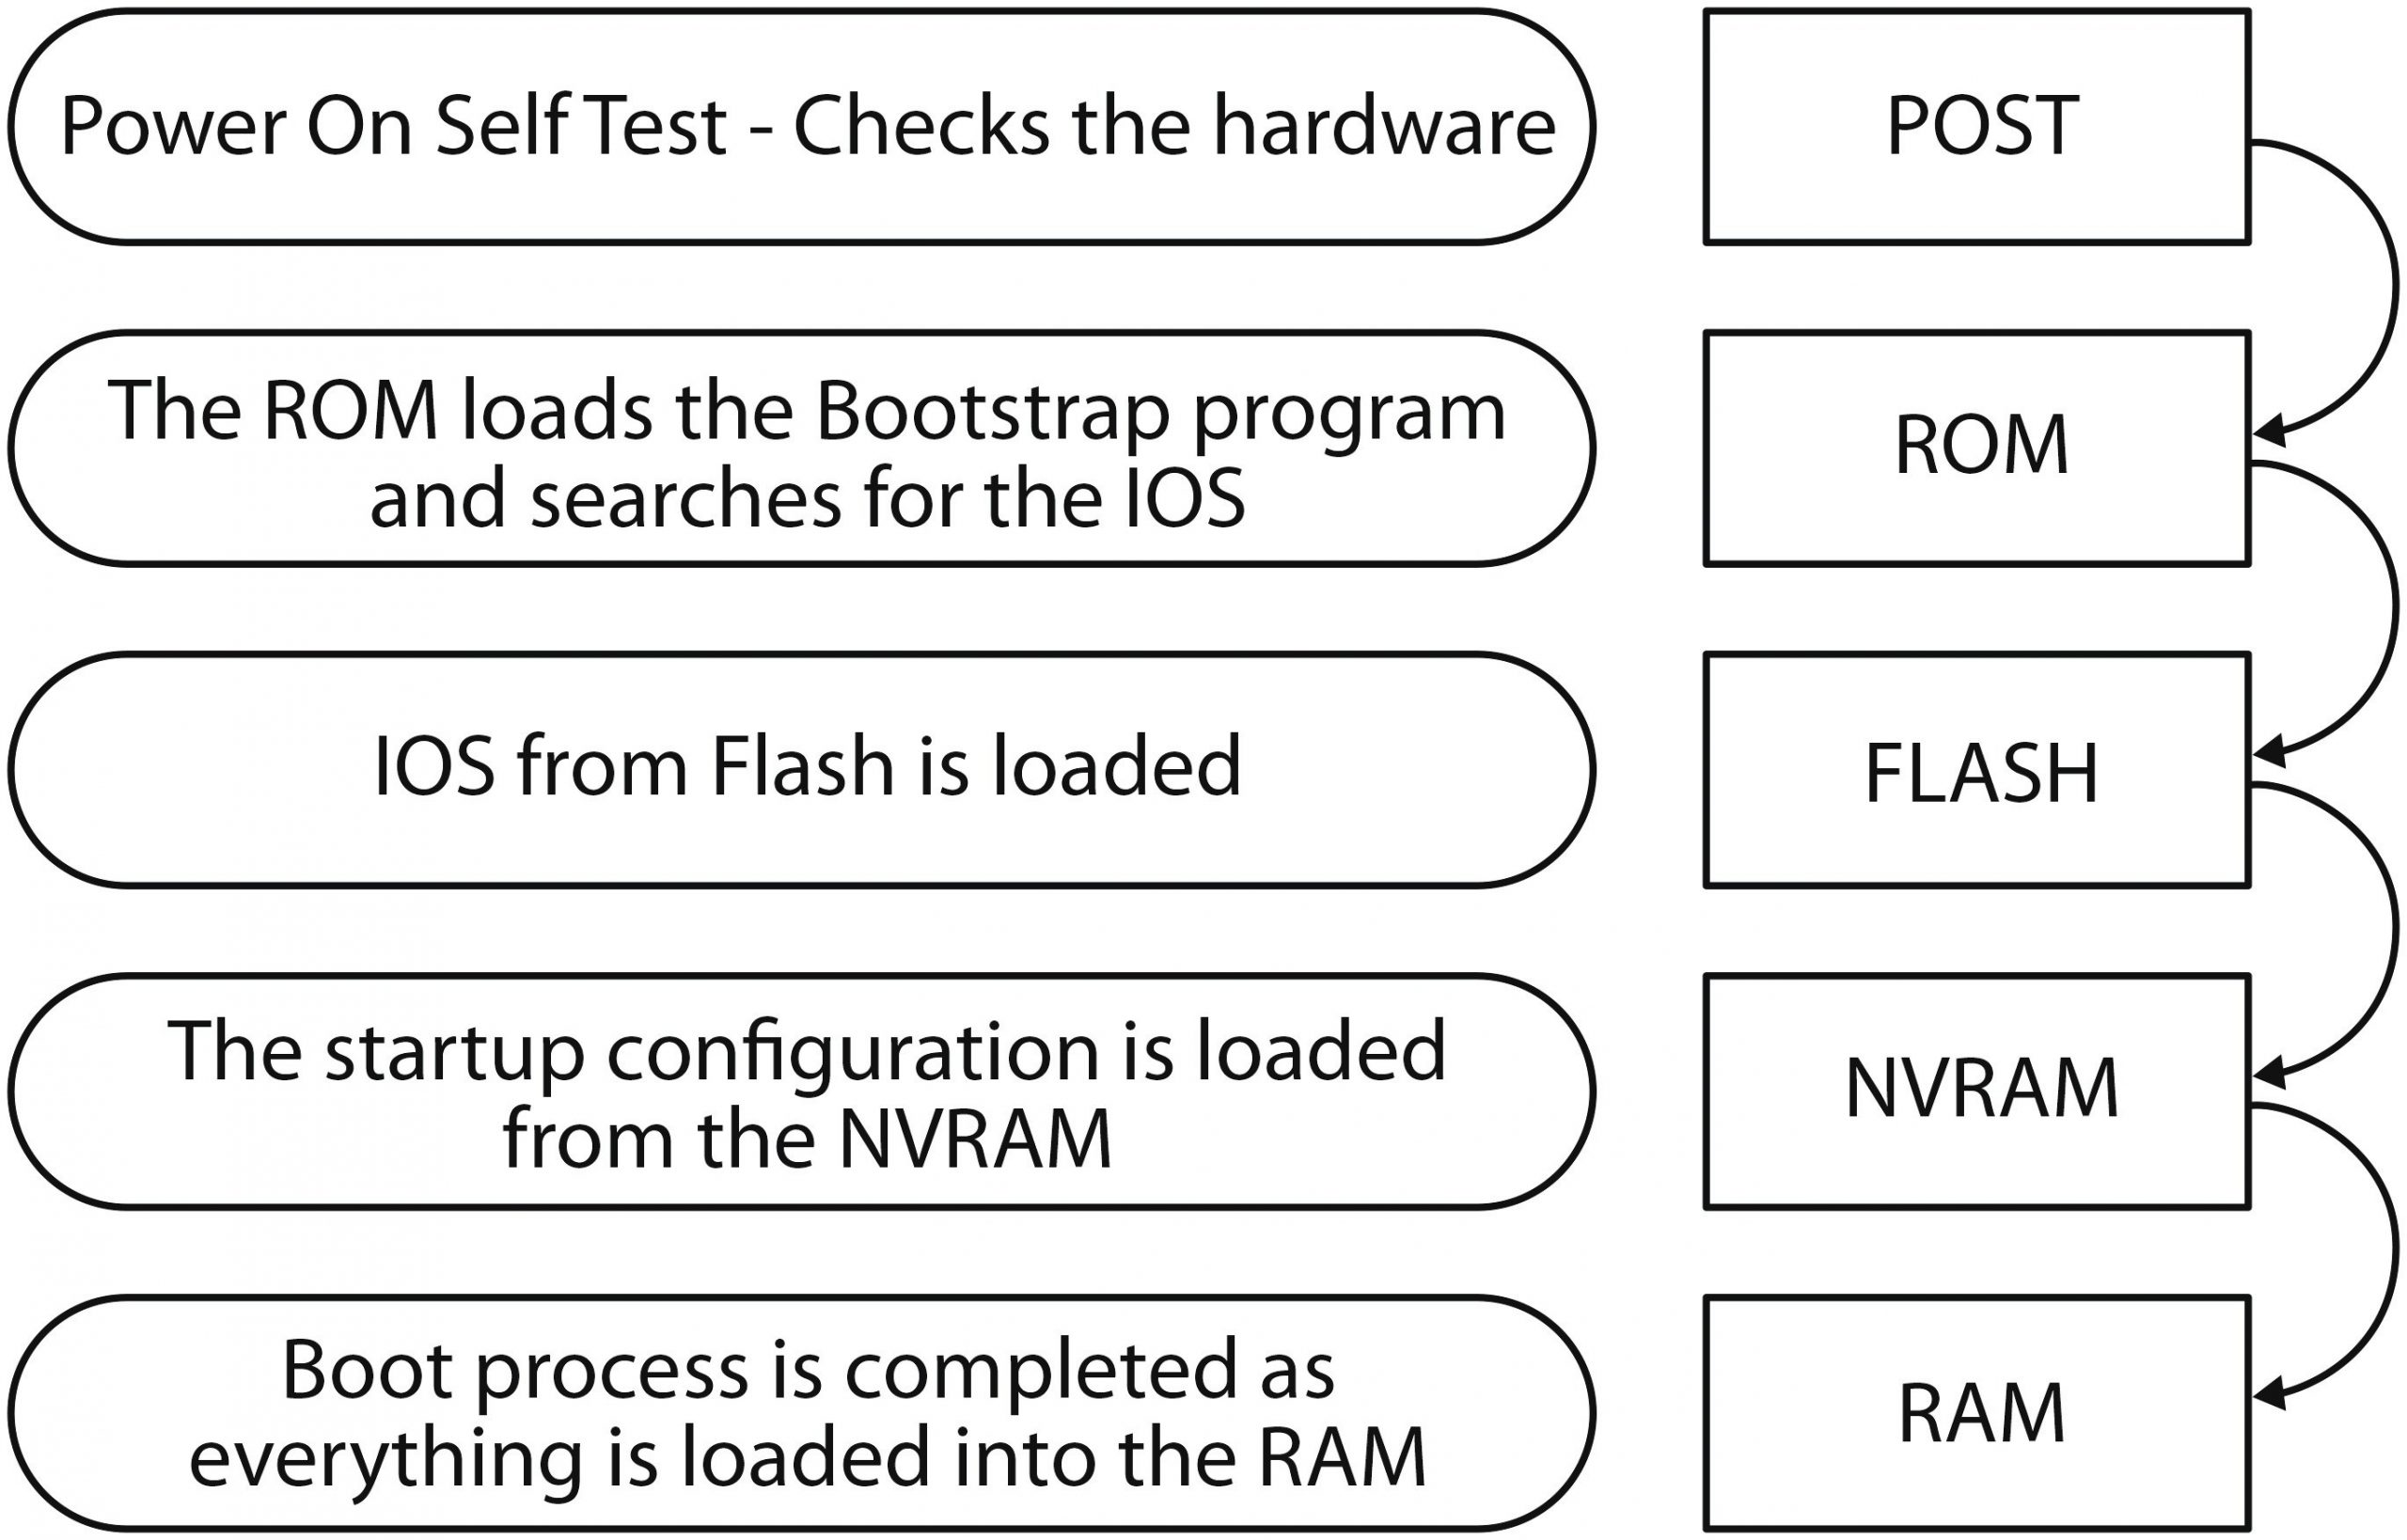 Power On Self Test - Checks the hardware
POST
The ROM loads the Bootstrap program
and searches for the IOS
ROM
IOS from Flash is loaded
FLASH
The startup configuration is loaded
from the NVRAM
NVRAM
Boot process is completed as
everything is loaded into the RAM
RAM